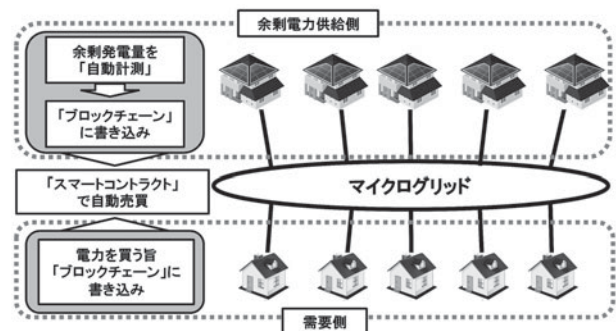 余剰電力供給側
余剰発電量を
「自動計測」
「ブロックチェーン」
に書き込み
「スマートコントラクト」
で自動売買
マイクログリッド
電力を買う旨
「ブロックチェーン」に
書き込み
需要側